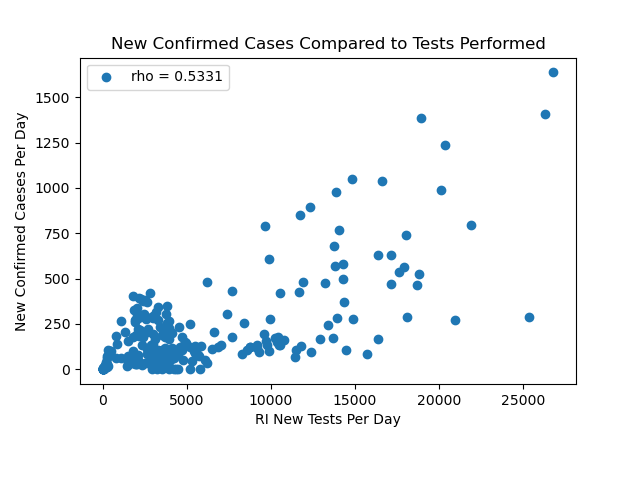 New Confirmed Cases Compared to Tests Performed
rho = 0.5331
New Confirmed Caeses Per Day
1500
1250
1000
750
500
250
0
0 5000 10000 15000 20000 25000
RI New Tests Per Day